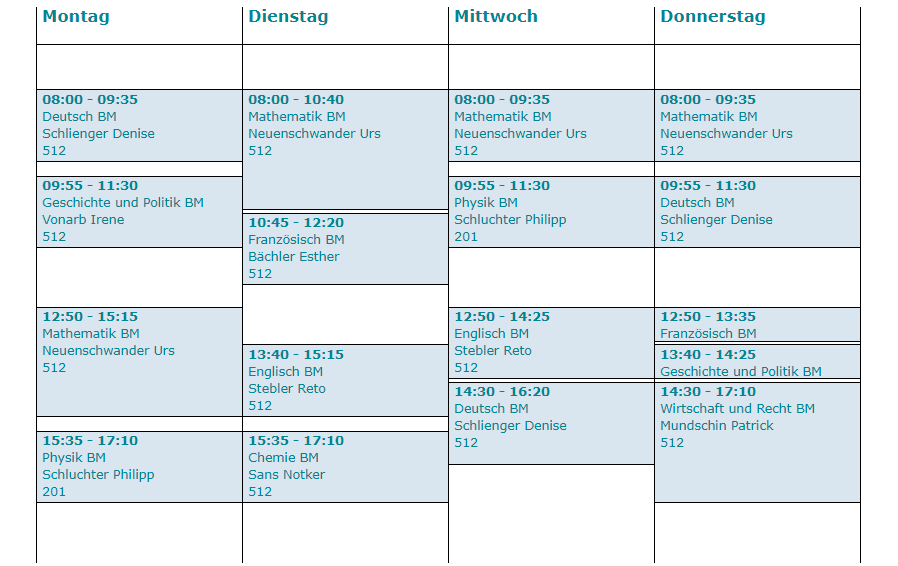 Montag
Dienstag
Mittwoch
Donnerstag
08:00 - 09:35
Deutsch BM
Schlienger Denise
512
09:55 - 11:30
Geschichte und Politik BM
Vonarb Irene
512
12:50 - 15:15
Mathematik BM
Neuenschwander Urs
512
15:35 - 17:10
Physik BM
Schluchter Philipp
201
08:00 - 10:40
Mathematik BM
Neuenschwander Urs
512
10:45 - 12:20
Französisch BM
Bächler Esther
512
13:40 - 15:15
Englisch BM
Stebler Reto
512
15:35 - 17:10
Chemie BM
Sans Notker
512
08:00 - 09:35
Mathematik BM
Neuenschwander Urs
512
09:55 - 11:30
Physik BM
Schluchter Philipp
201
12:50 - 14:25
Englisch BM
Stebler Reto
512
14:30 - 16:20
Deutsch BM
Schlienger Denise
512
08:00 - 09:35
Mathematik BM
Neuenschwander Urs
512
09:55 - 11:30
Deutsch BM
Schlienger Denise
512
12:50 - 13:35
Französisch BM
13:40 - 14:25
Geschichte und Politik BM
14:30 - 17:10
Wirtschaft und Recht BM
Mundschin Patrick
512